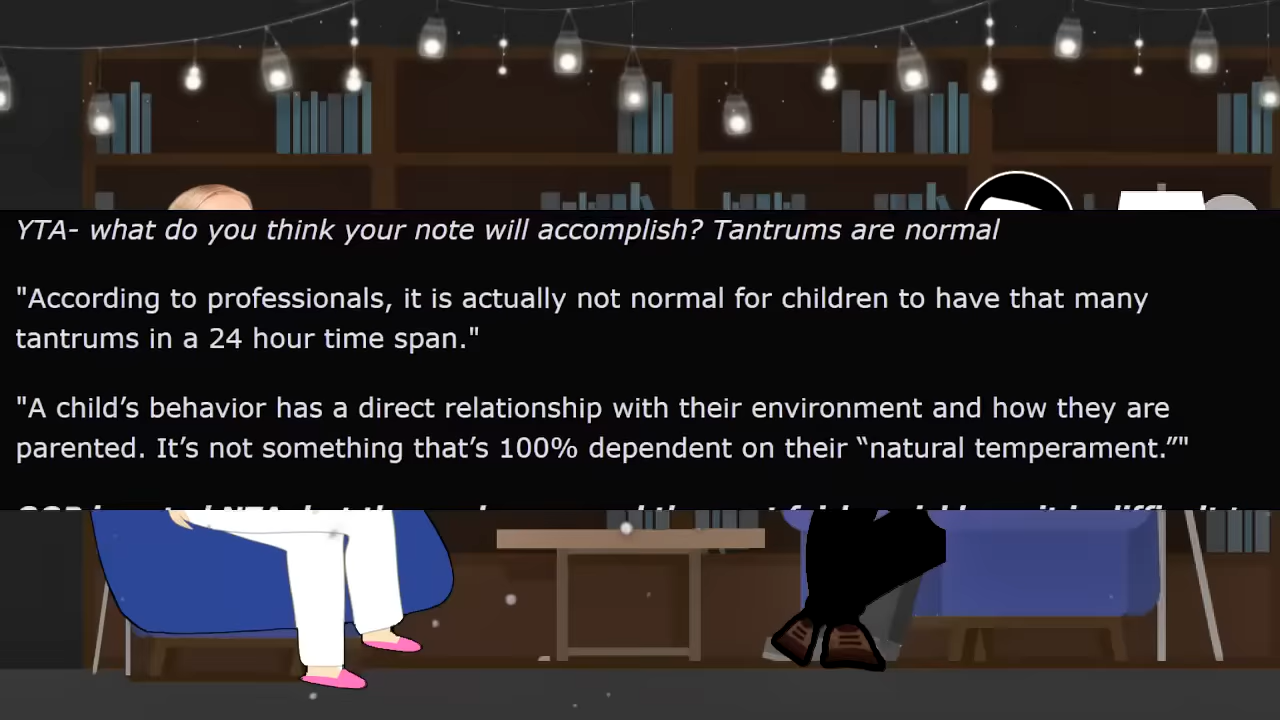 YTA- what do you think your note will accomplish? Tantrums are normal
"According to professionals, it is actually not normal for children to have that many
tantrums in a 24 hour time span."
"A child’s behavior has a direct relationship with their environment and how they are
parented. It’s not something that’s 100% dependent on their “natural temperament.”"